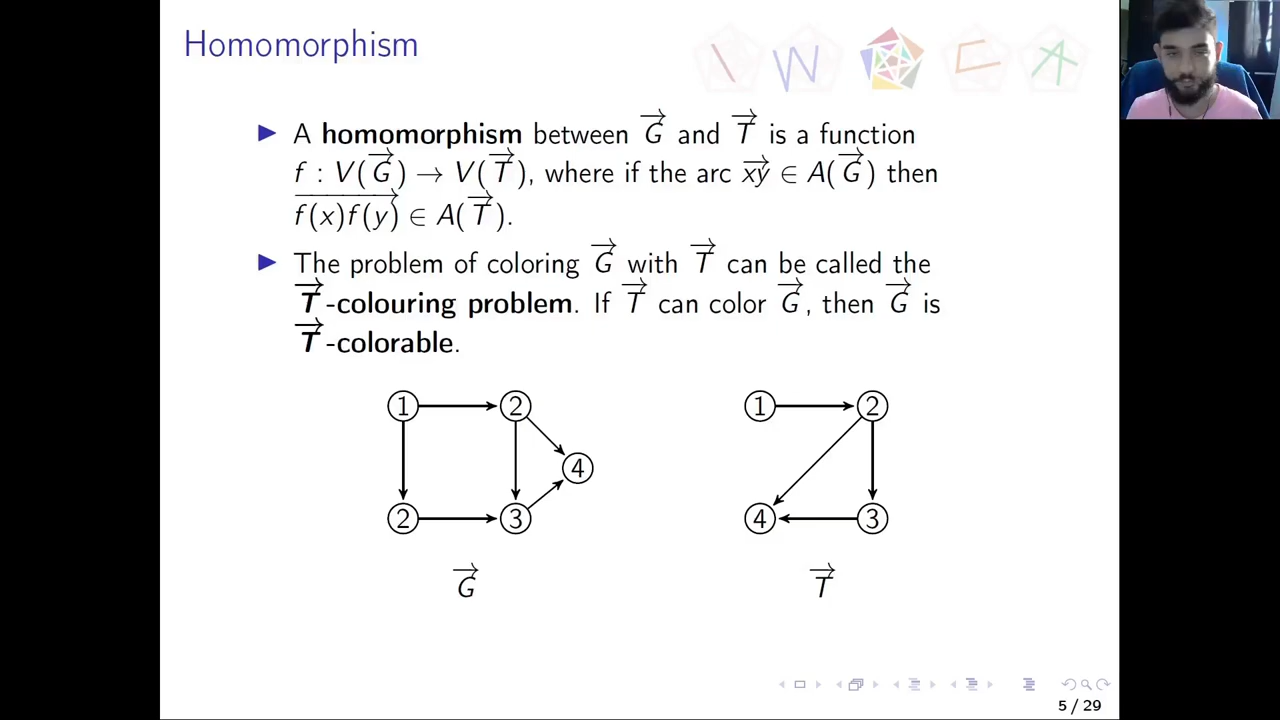 Homomorphism
I W C A
▶ A homomorphism between G⃗ and T⃗ is a function
f : V(G⃗) → V(T⃗), where if the arc x͞y⃗ ∈ A(G⃗) then
f(x)f(y)⃗ ∈ A(T⃗).
▶ The problem of coloring G⃗ with T⃗ can be called the
T⃗-colouring problem. If T⃗ can color G⃗, then G⃗ is
T⃗-colorable.
1 2 1 2
4
2 3 4 3
G⃗ T⃗
5 / 29